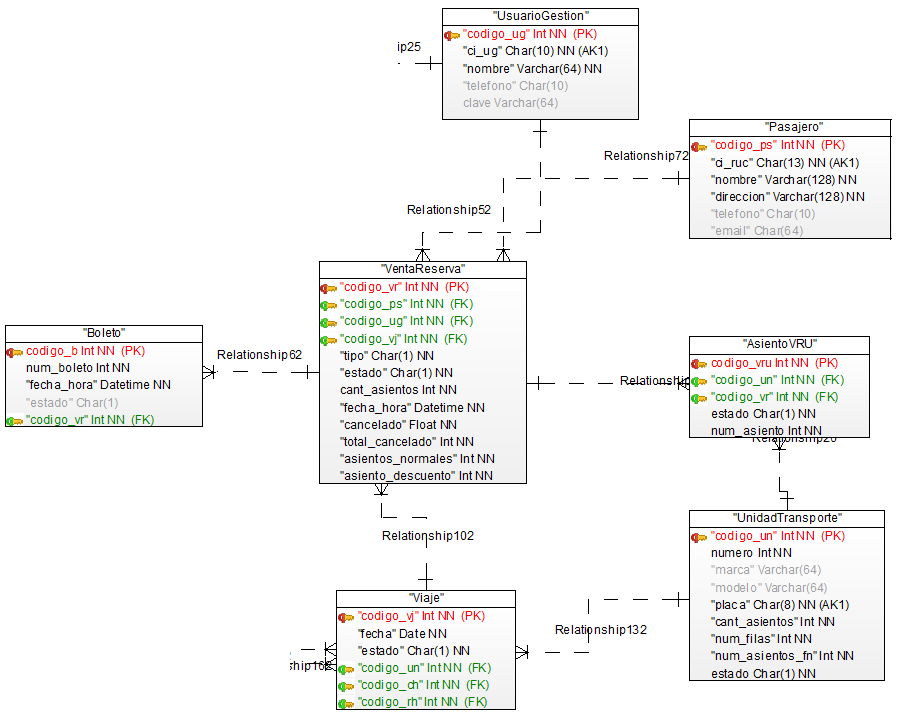 "UsuarioGestion"
"codigo_ug" Int NN (PK)
"ci_ug" Char(10) NN (AK1)
"nombre" Varchar(64) NN
"telefono" Char(10)
clave Varchar(64)
ip25
"Pasajero"
"codigo_ps" Int NN (PK)
"ci_ruc" Char(13) NN (AK1)
"nombre" Varchar(128) NN
"direccion" Varchar(128) NN
"telefono" Char(10)
"email" Char(64)
Relationship72
Relationship52
"VentaReserva"
"codigo_vr" Int NN (PK)
"codigo_ps" Int NN (FK)
"codigo_ug" Int NN (FK)
"codigo_vj" Int NN (FK)
"tipo" Char(1) NN
"estado" Char(1) NN
cant_asientos Int NN
"fecha_hora" Datetime NN
"cancelado" Float NN
"total_cancelado" Int NN
"asientos_normales" Int NN
"asiento_descuento" Int NN
"Boleto"
codigo_b Int NN (PK)
num_boleto Int NN
"fecha_hora" Datetime NN
"estado" Char(1)
"codigo_vr" Int NN (FK)
Relationship62
"AsientoVRU"
codigo_vru Int NN (PK)
"codigo_un" Int NN (FK)
"codigo_vr" Int NN (FK)
estado Char(1) NN
num_asiento Int NN
Relationship
Relationship20
"UnidadTransporte"
"codigo_un" Int NN (PK)
numero Int NN
"marca" Varchar(64)
"modelo" Varchar(64)
"placa" Char(8) NN (AK1)
"cant_asientos" Int NN
"num_filas" Int NN
"num_asientos_fn" Int NN
estado Char(1) NN
Relationship102
Relationship132
"Viaje"
"codigo_vj" Int NN (PK)
"fecha" Date NN
"estado" Char(1) NN
"codigo_un" Int NN (FK)
"codigo_ch" Int NN (FK)
"codigo_rh" Int NN (FK)